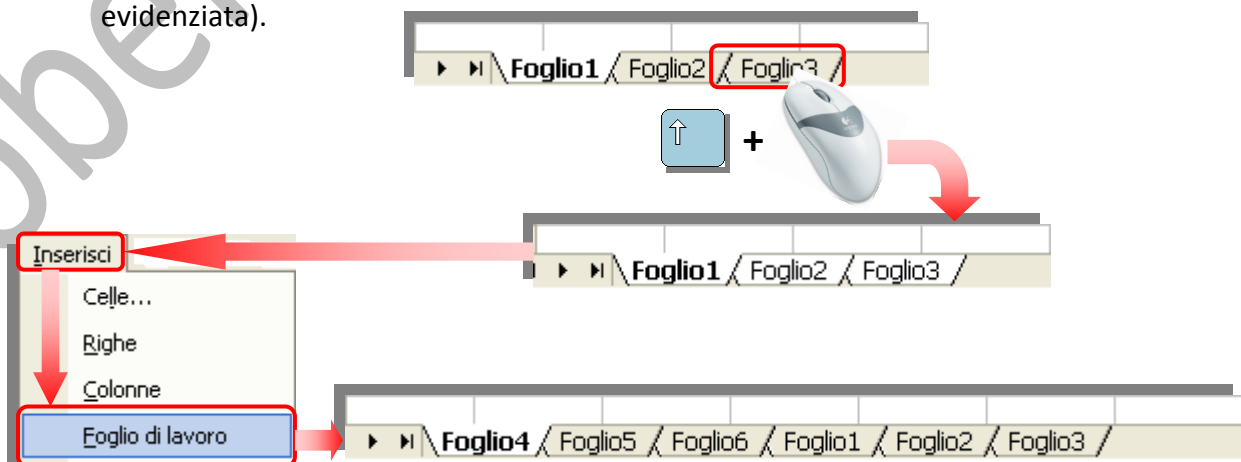 evidenziata).
Foglio1 Foglio2 Foglio3
+
Inserisci
Foglio1 Foglio2 Foglio3
Celle...
Righe
Colonne
Foglio di lavoro
Foglio4 Foglio5 Foglio6 Foglio1 Foglio2 Foglio3